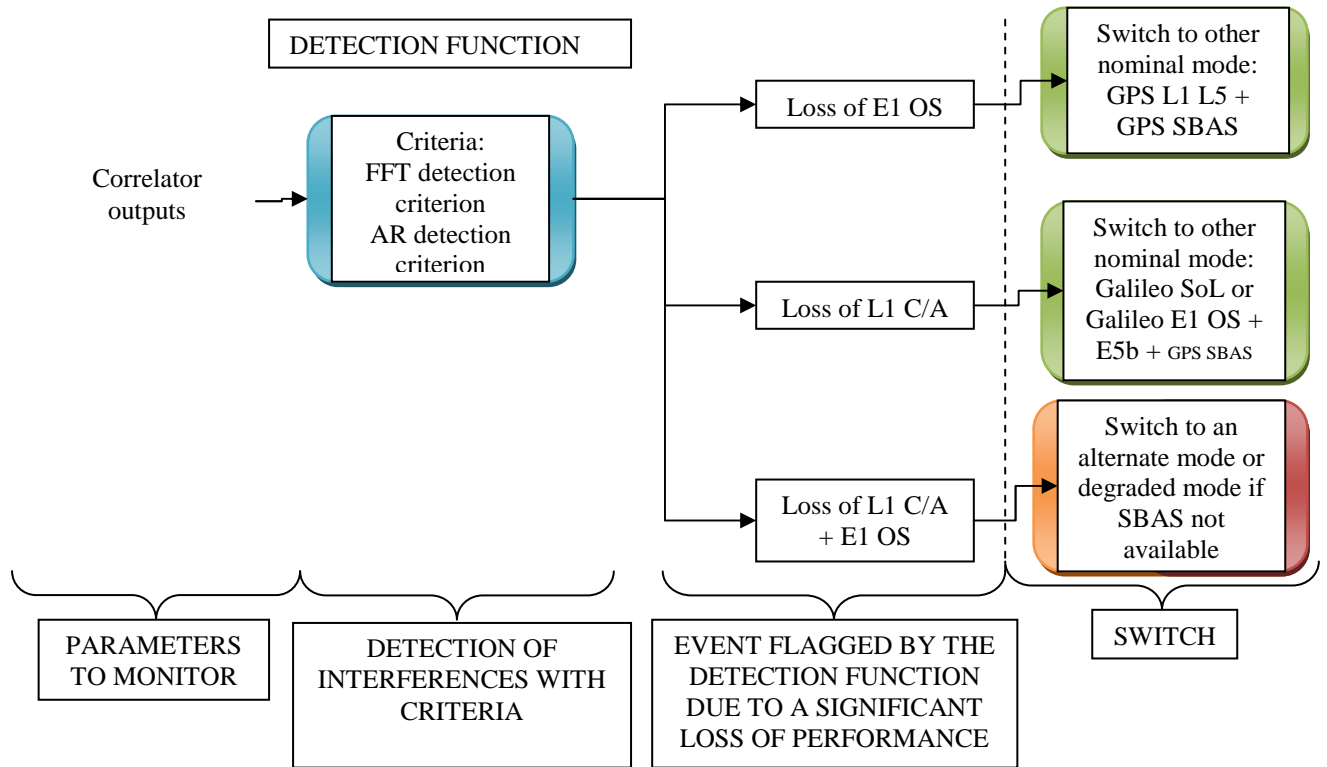 DETECTION FUNCTION
Correlator
outputs
Criteria:
FFT detection
criterion
AR detection
criterion
Loss of E1 OS
Loss of L1 C/A
Loss of L1 C/A
+ E1 OS
Switch to other
nominal mode:
GPS L1 L5 +
GPS SBAS
Switch to other
nominal mode:
Galileo SoL or
Galileo E1 OS +
E5b + GPS SBAS
Switch to an
alternate mode or
degraded mode if
SBAS not
available
PARAMETERS
TO MONITOR
DETECTION OF
INTERFERENCES WITH
CRITERIA
EVENT FLAGGED BY THE
DETECTION FUNCTION
DUE TO A SIGNIFICANT
LOSS OF PERFORMANCE
SWITCH